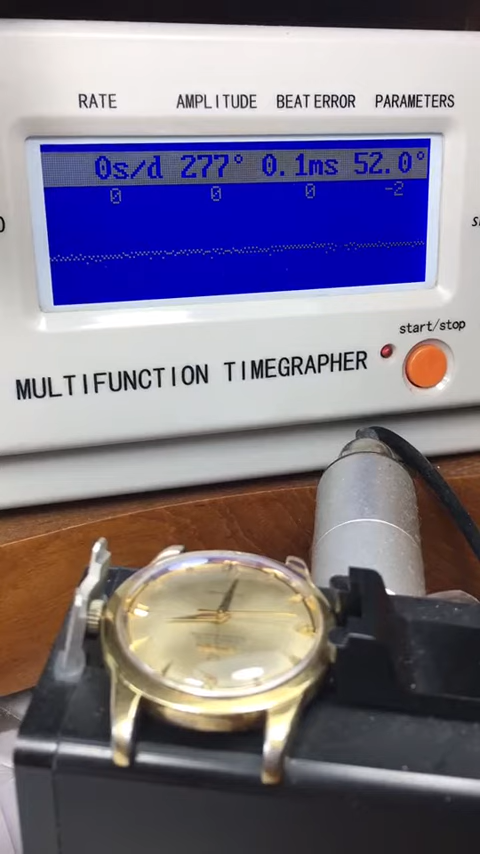 RATE AMPLITUDE BEAT ERROR PARAMETERS
0s/d 277° 0.1ms 52.0°
0 0 0 -2
start/stop
MULTIFUNCTION TIMEGRAPHER